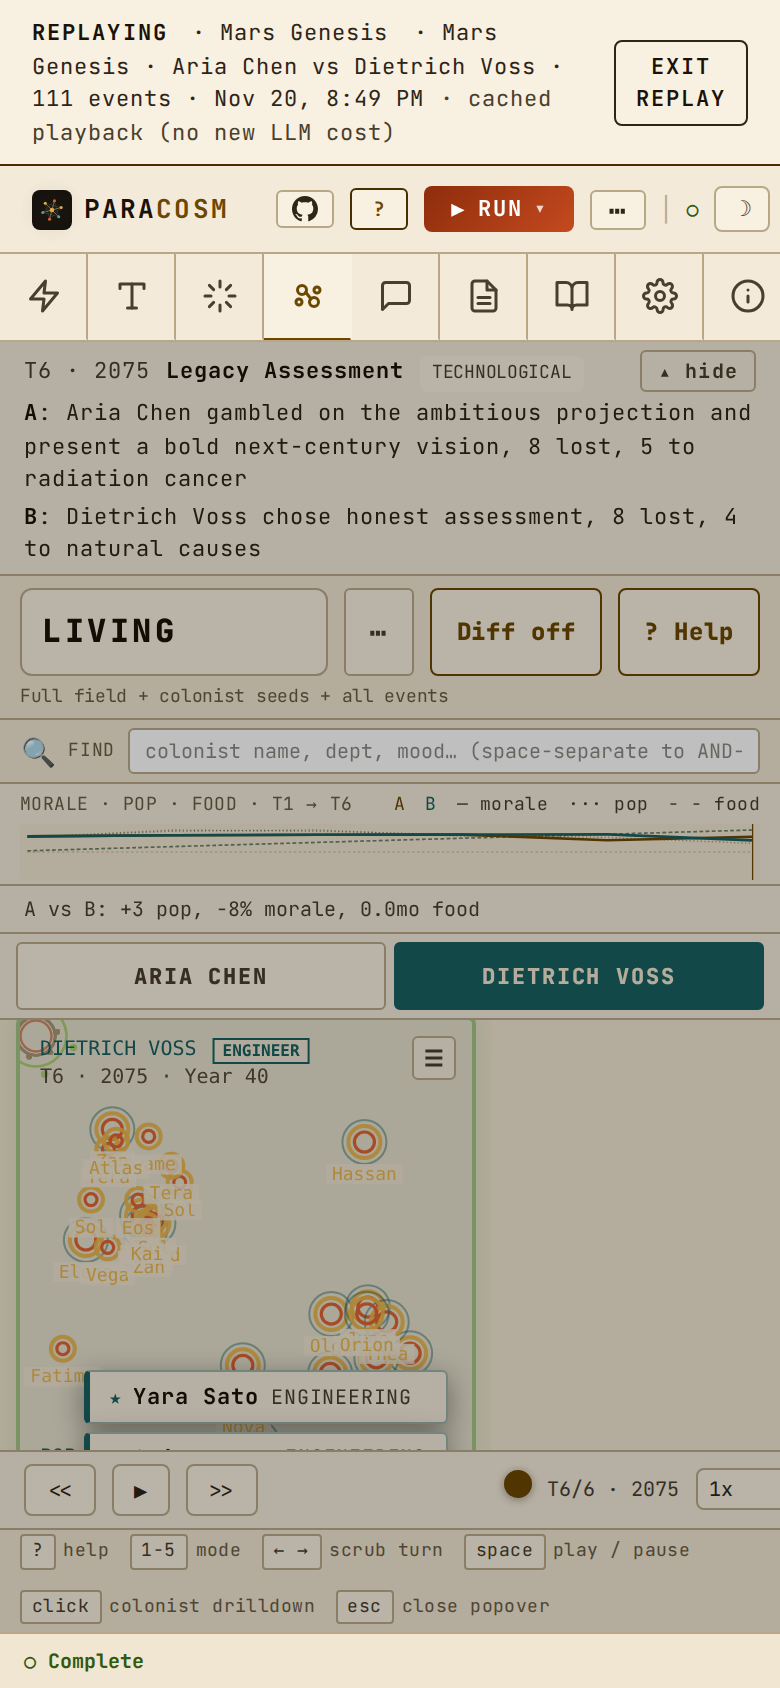 REPLAYING · Mars Genesis · Mars
Genesis · Aria Chen vs Dietrich Voss ·
111 events · Nov 20, 8:49 PM · cached
playback (no new LLM cost)
EXIT
REPLAY
PARACOSM
?
▶ RUN ▾
…
T6 · 2075 Legacy Assessment TECHNOLOGICAL
▲ hide
A: Aria Chen gambled on the ambitious projection and
present a bold next-century vision, 8 lost, 5 to
radiation cancer
B: Dietrich Voss chose honest assessment, 8 lost, 4
to natural causes
LIVING
…
Diff off
? Help
Full field + colonist seeds + all events
FIND
colonist name, dept, mood… (space-separate to AND-
MORALE · POP · FOOD · T1 → T6 A B — morale ··· pop - - food
A vs B: +3 pop, -8% morale, 0.0mo food
ARIA CHEN
DIETRICH VOSS
DIETRICH VOSS ENGINEER
T6 · 2075 · Year 40
Atlas
Hassan
Tera
Sol
Sol
Eos
Kai
Vega
Zan
Orion
Fatim
Nova
★ Yara Sato ENGINEERING
<<
▶
>>
T6/6 · 2075
1x
? help 1-5 mode ← → scrub turn space play / pause
click colonist drilldown esc close popover
Complete